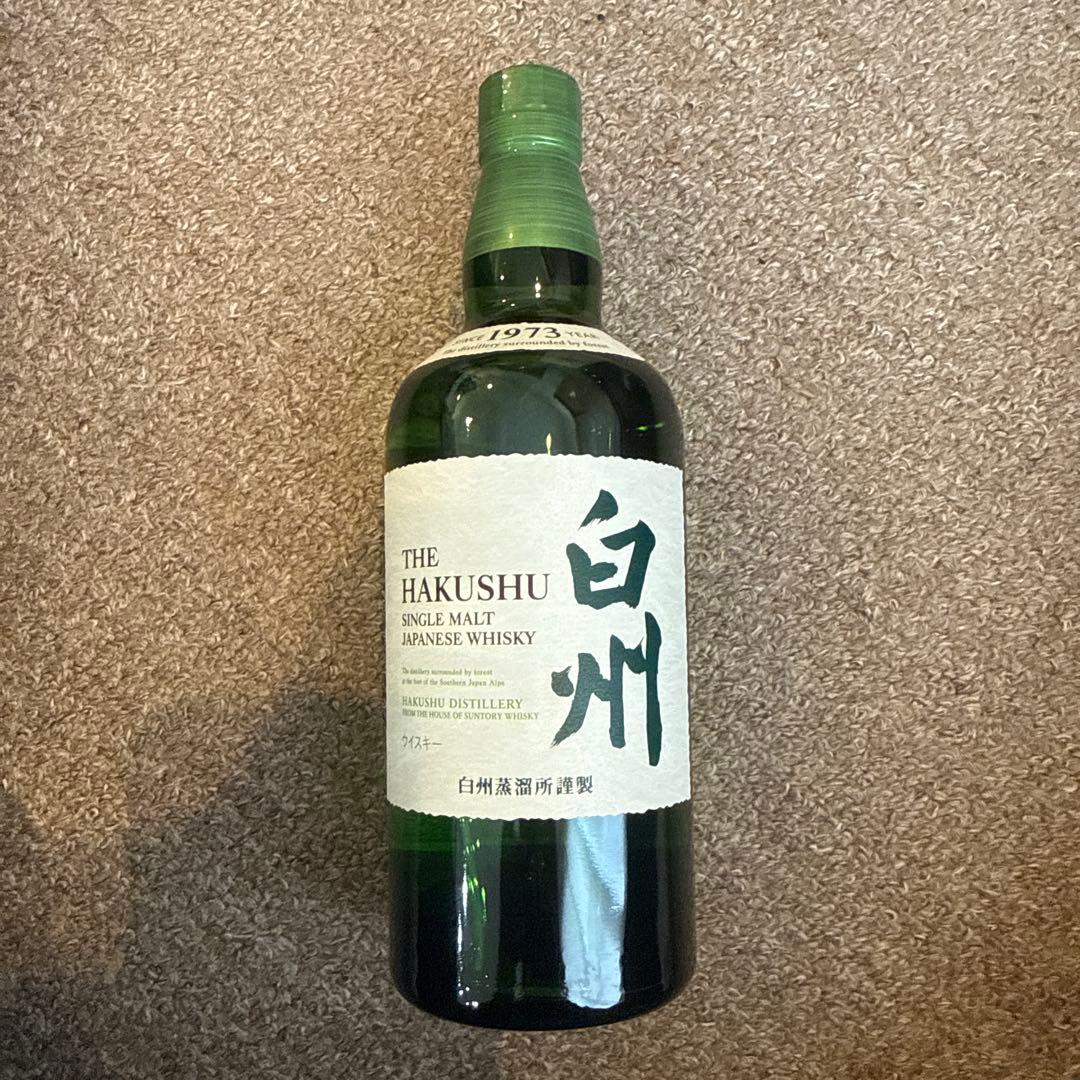 SINCE 1973 YEAR
The distillery surrounded by forest
THE
HAKUSHU
SINGLE MALT
JAPANESE WHISKY
The distillery surrounded by forest
at the foot of the Southern Japan Alps
HAKUSHU DISTILLERY
FROM THE HOUSE OF SUNTORY WHISKY
ウイスキー
白州
白州蒸溜所謹製